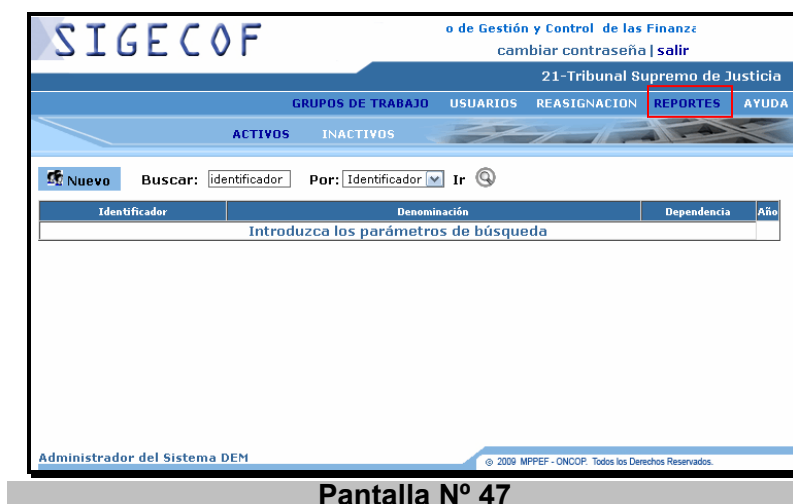 SIGECOF
o de Gestión y Control de las Finanza
cambiar contraseña | salir
21-Tribunal Supremo de Justicia
GRUPOS DE TRABAJO USUARIOS REASIGNACION REPORTES AYUDA
ACTIVOS INACTIVOS
Nuevo Buscar: identificador Por: Identificador Ir
Identificador Denominación Dependencia Año
Introduzca los parámetros de búsqueda
Administrador del Sistema DEM
© 2009 MPPEF - ONCOP. Todos los Derechos Reservados.
Pantalla Nº 47